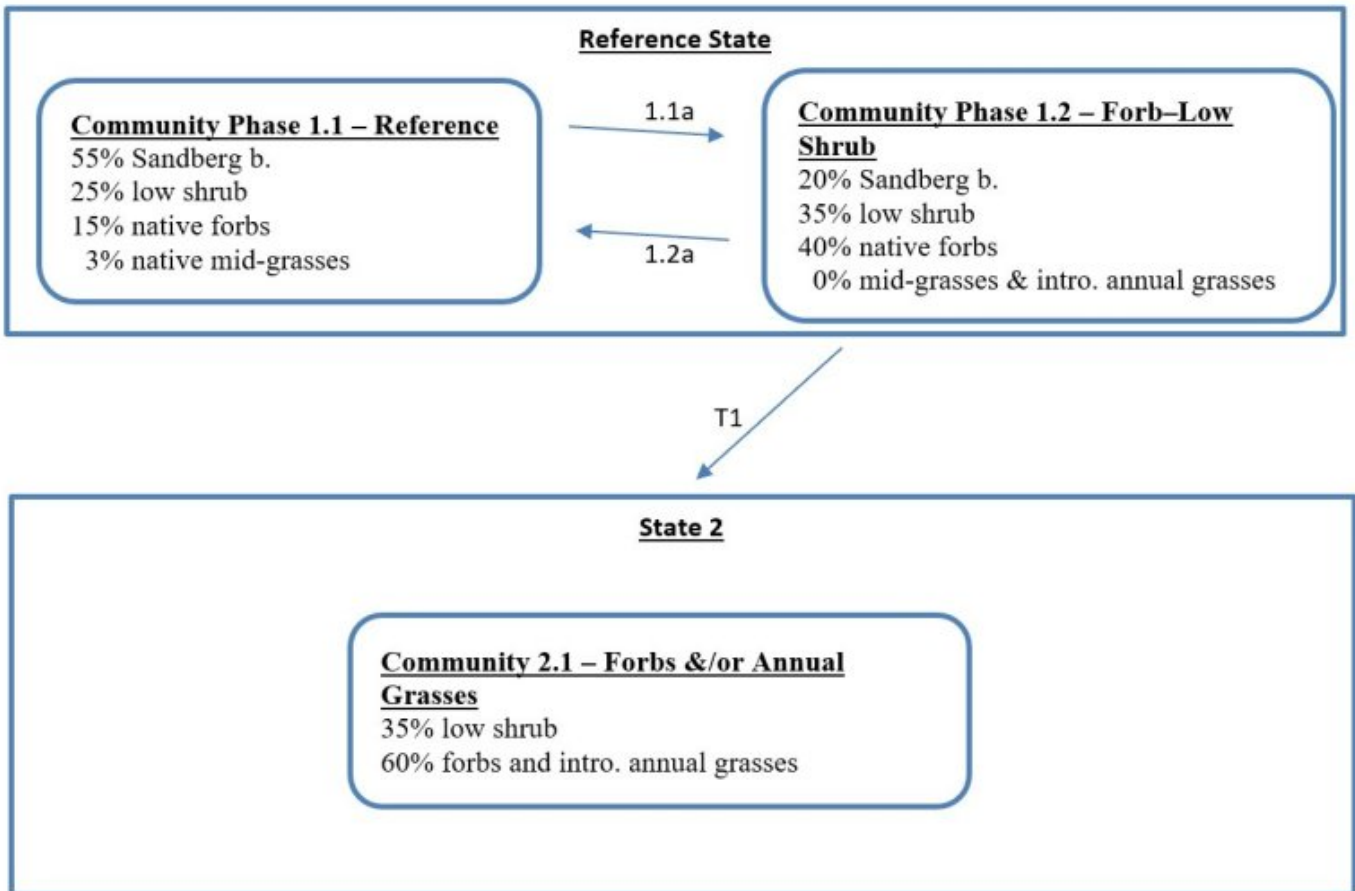 Reference State
Community Phase 1.1 – Reference
55% Sandberg b.
25% low shrub
15% native forbs
3% native mid-grasses
1.1a
1.2a
Community Phase 1.2 – Forb–Low
Shrub
20% Sandberg b.
35% low shrub
40% native forbs
0% mid-grasses & intro. annual grasses
T1
State 2
Community 2.1 – Forbs &/or Annual
Grasses
35% low shrub
60% forbs and intro. annual grasses